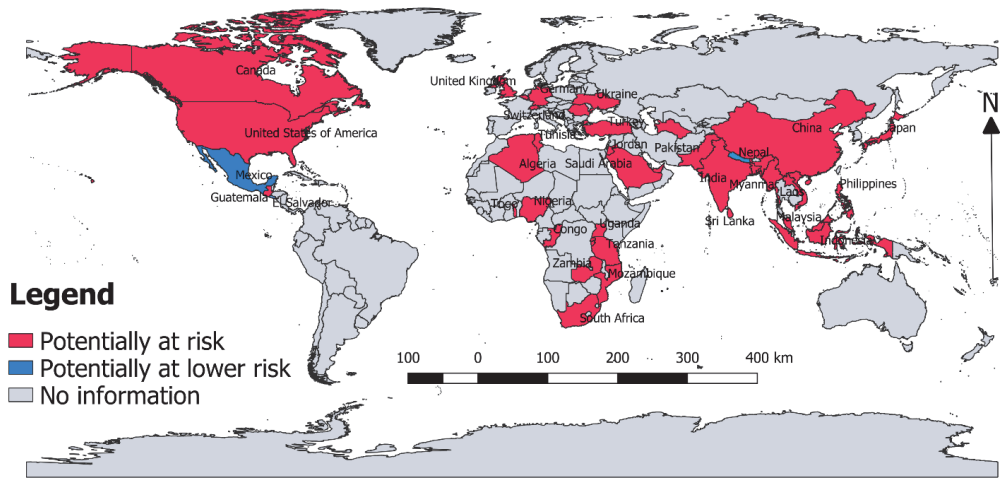 Canada
United Kingdom
Germany
Ukraine
Switzerland
Turkey
China
Japan
United States of America
Tunisia
Jordan
Pakistan
Nepal
Algeria
Saudi Arabia
India
Myanmar
Laos
Philippines
Mexico
Guatemala
El Salvador
Togo
Nigeria
Uganda
Sri Lanka
Malaysia
Congo
Tanzania
Indonesia
Zambia
Mozambique
South Africa
N
Legend
Potentially at risk
Potentially at lower risk
No information
100 0 100 200 300 400 km